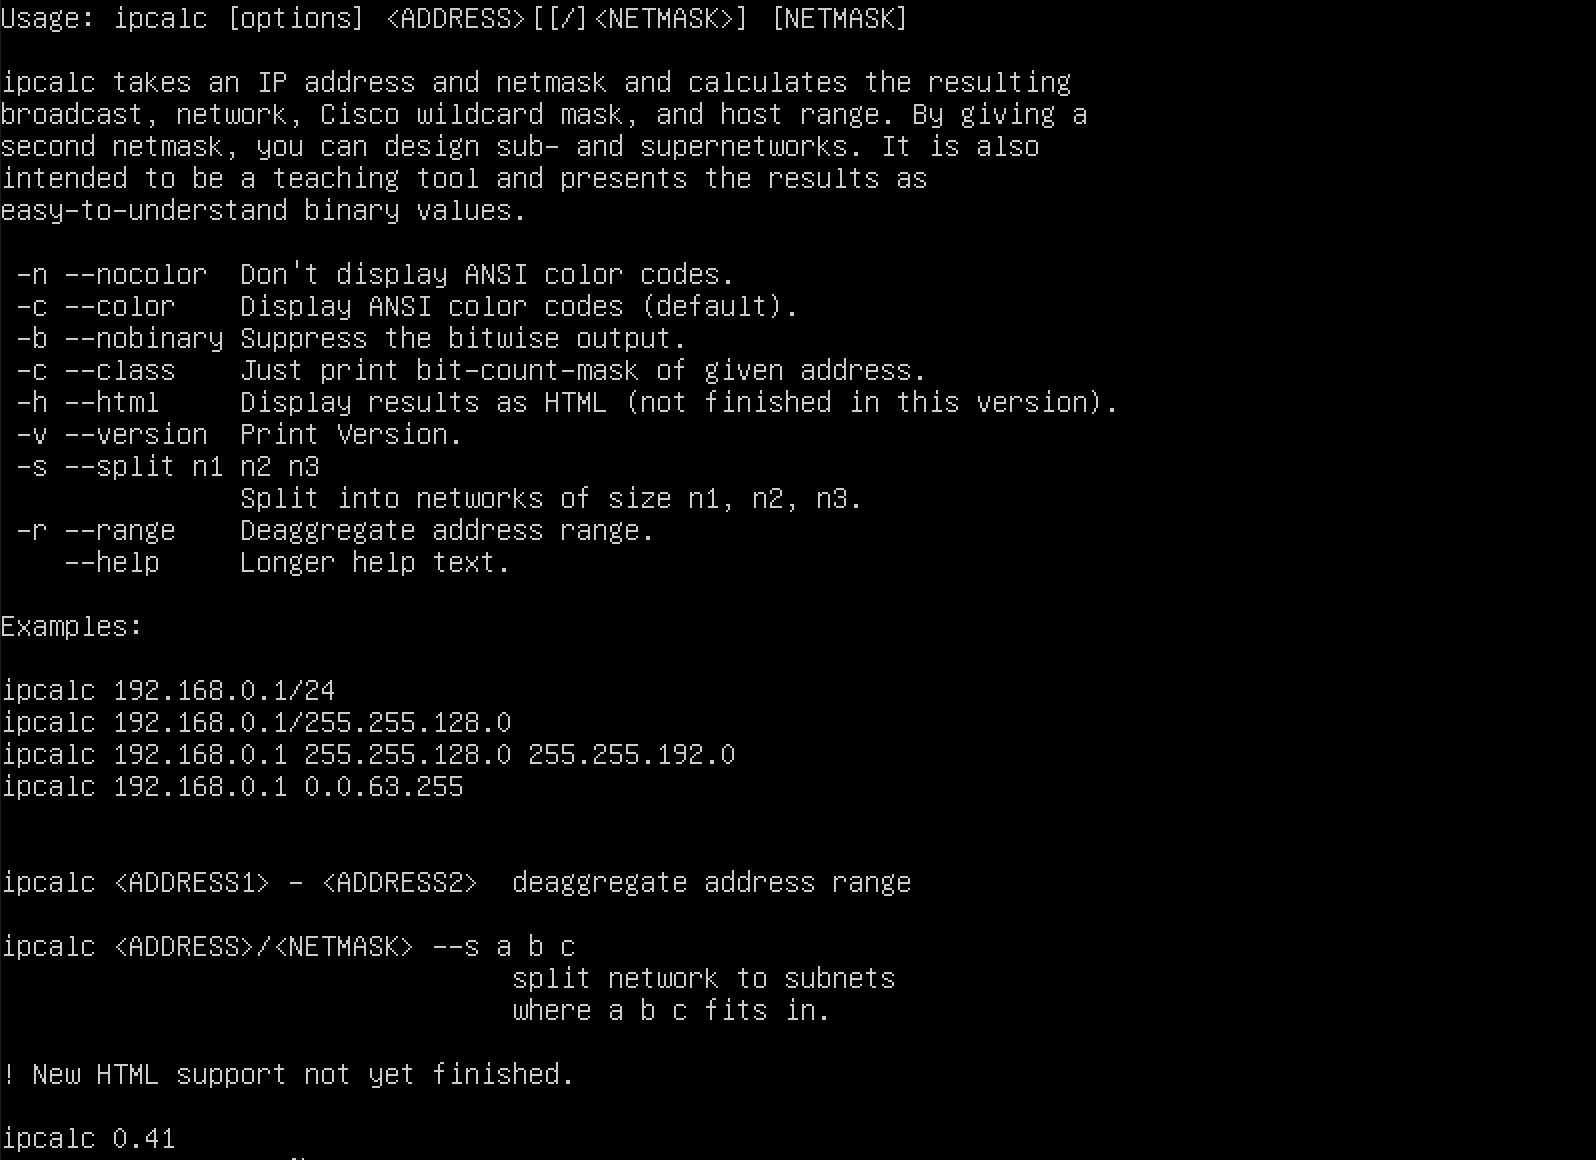 Usage: ipcalc [options] <ADDRESS>[[/]<NETMASK>] [NETMASK]
ipcalc takes an IP address and netmask and calculates the resulting
broadcast, network, Cisco wildcard mask, and host range. By giving a
second netmask, you can design sub- and supernetworks. It is also
intended to be a teaching tool and presents the results as
easy-to-understand binary values.
-n --nocolor  Don't display ANSI color codes.
-c --color    Display ANSI color codes (default).
-b --nobinary Suppress the bitwise output.
-c --class    Just print bit-count-mask of given address.
-h --html     Display results as HTML (not finished in this version).
-v --version  Print Version.
-s --split n1 n2 n3
Split into networks of size n1, n2, n3.
-r --range    Deaggregate address range.
--help     Longer help text.
Examples:
ipcalc 192.168.0.1/24
ipcalc 192.168.0.1/255.255.128.0
ipcalc 192.168.0.1 255.255.128.0 255.255.192.0
ipcalc 192.168.0.1 0.0.63.255
ipcalc <ADDRESS1> - <ADDRESS2>  deaggregate address range
ipcalc <ADDRESS>/<NETMASK> --s a b c
split network to subnets
where a b c fits in.
! New HTML support not yet finished.
ipcalc 0.41